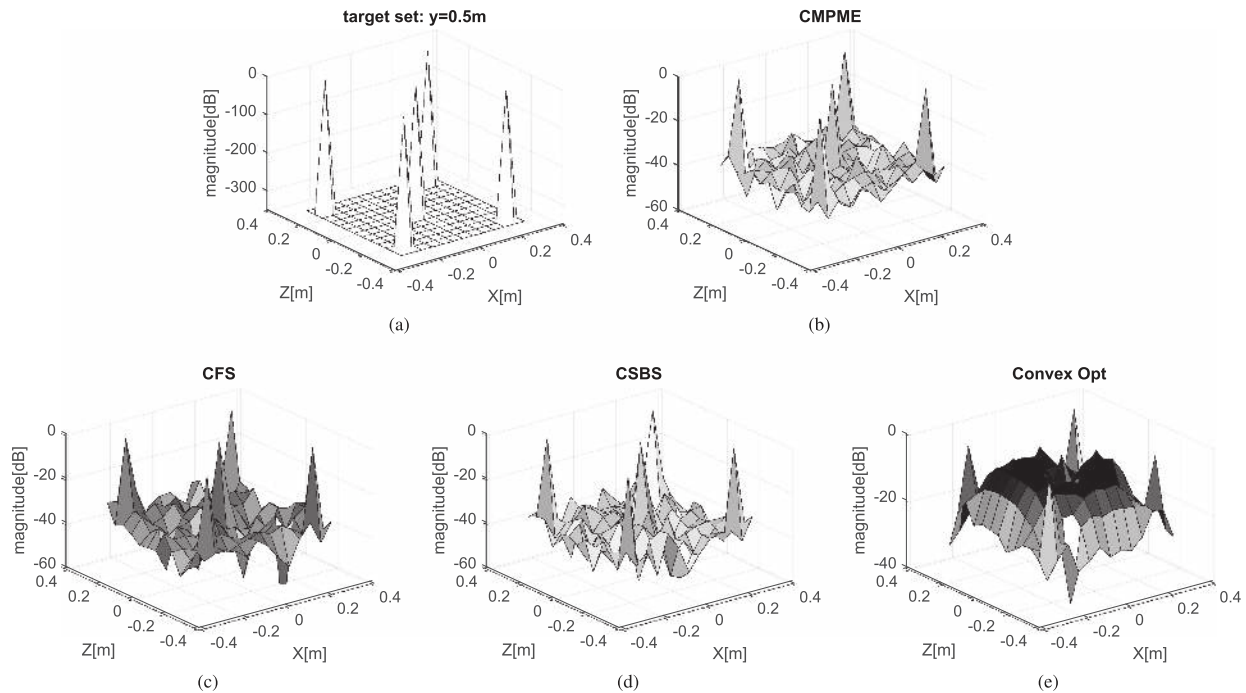 target set: y=0.5m
magnitude[dB]
0
-100
-200
-300
0.4
0.2
0
-0.2
-0.4
Z[m]
-0.4
-0.2
0
0.2
0.4
X[m]
(a)
CMPME
magnitude[dB]
0
-20
-40
-60
0.4
0.2
0
-0.2
-0.4
Z[m]
-0.4
-0.2
0
0.2
0.4
X[m]
(b)
CFS
magnitude[dB]
0
-20
-40
-60
0.4
0.2
0
-0.2
-0.4
Z[m]
-0.4
-0.2
0
0.2
0.4
X[m]
(c)
CSBS
magnitude[dB]
0
-20
-40
-60
0.4
0.2
0
-0.2
-0.4
Z[m]
-0.4
-0.2
0
0.2
0.4
X[m]
(d)
Convex Opt
magnitude[dB]
0
-20
-40
0.4
0.2
0
-0.2
-0.4
Z[m]
-0.4
-0.2
0
0.2
0.4
X[m]
(e)